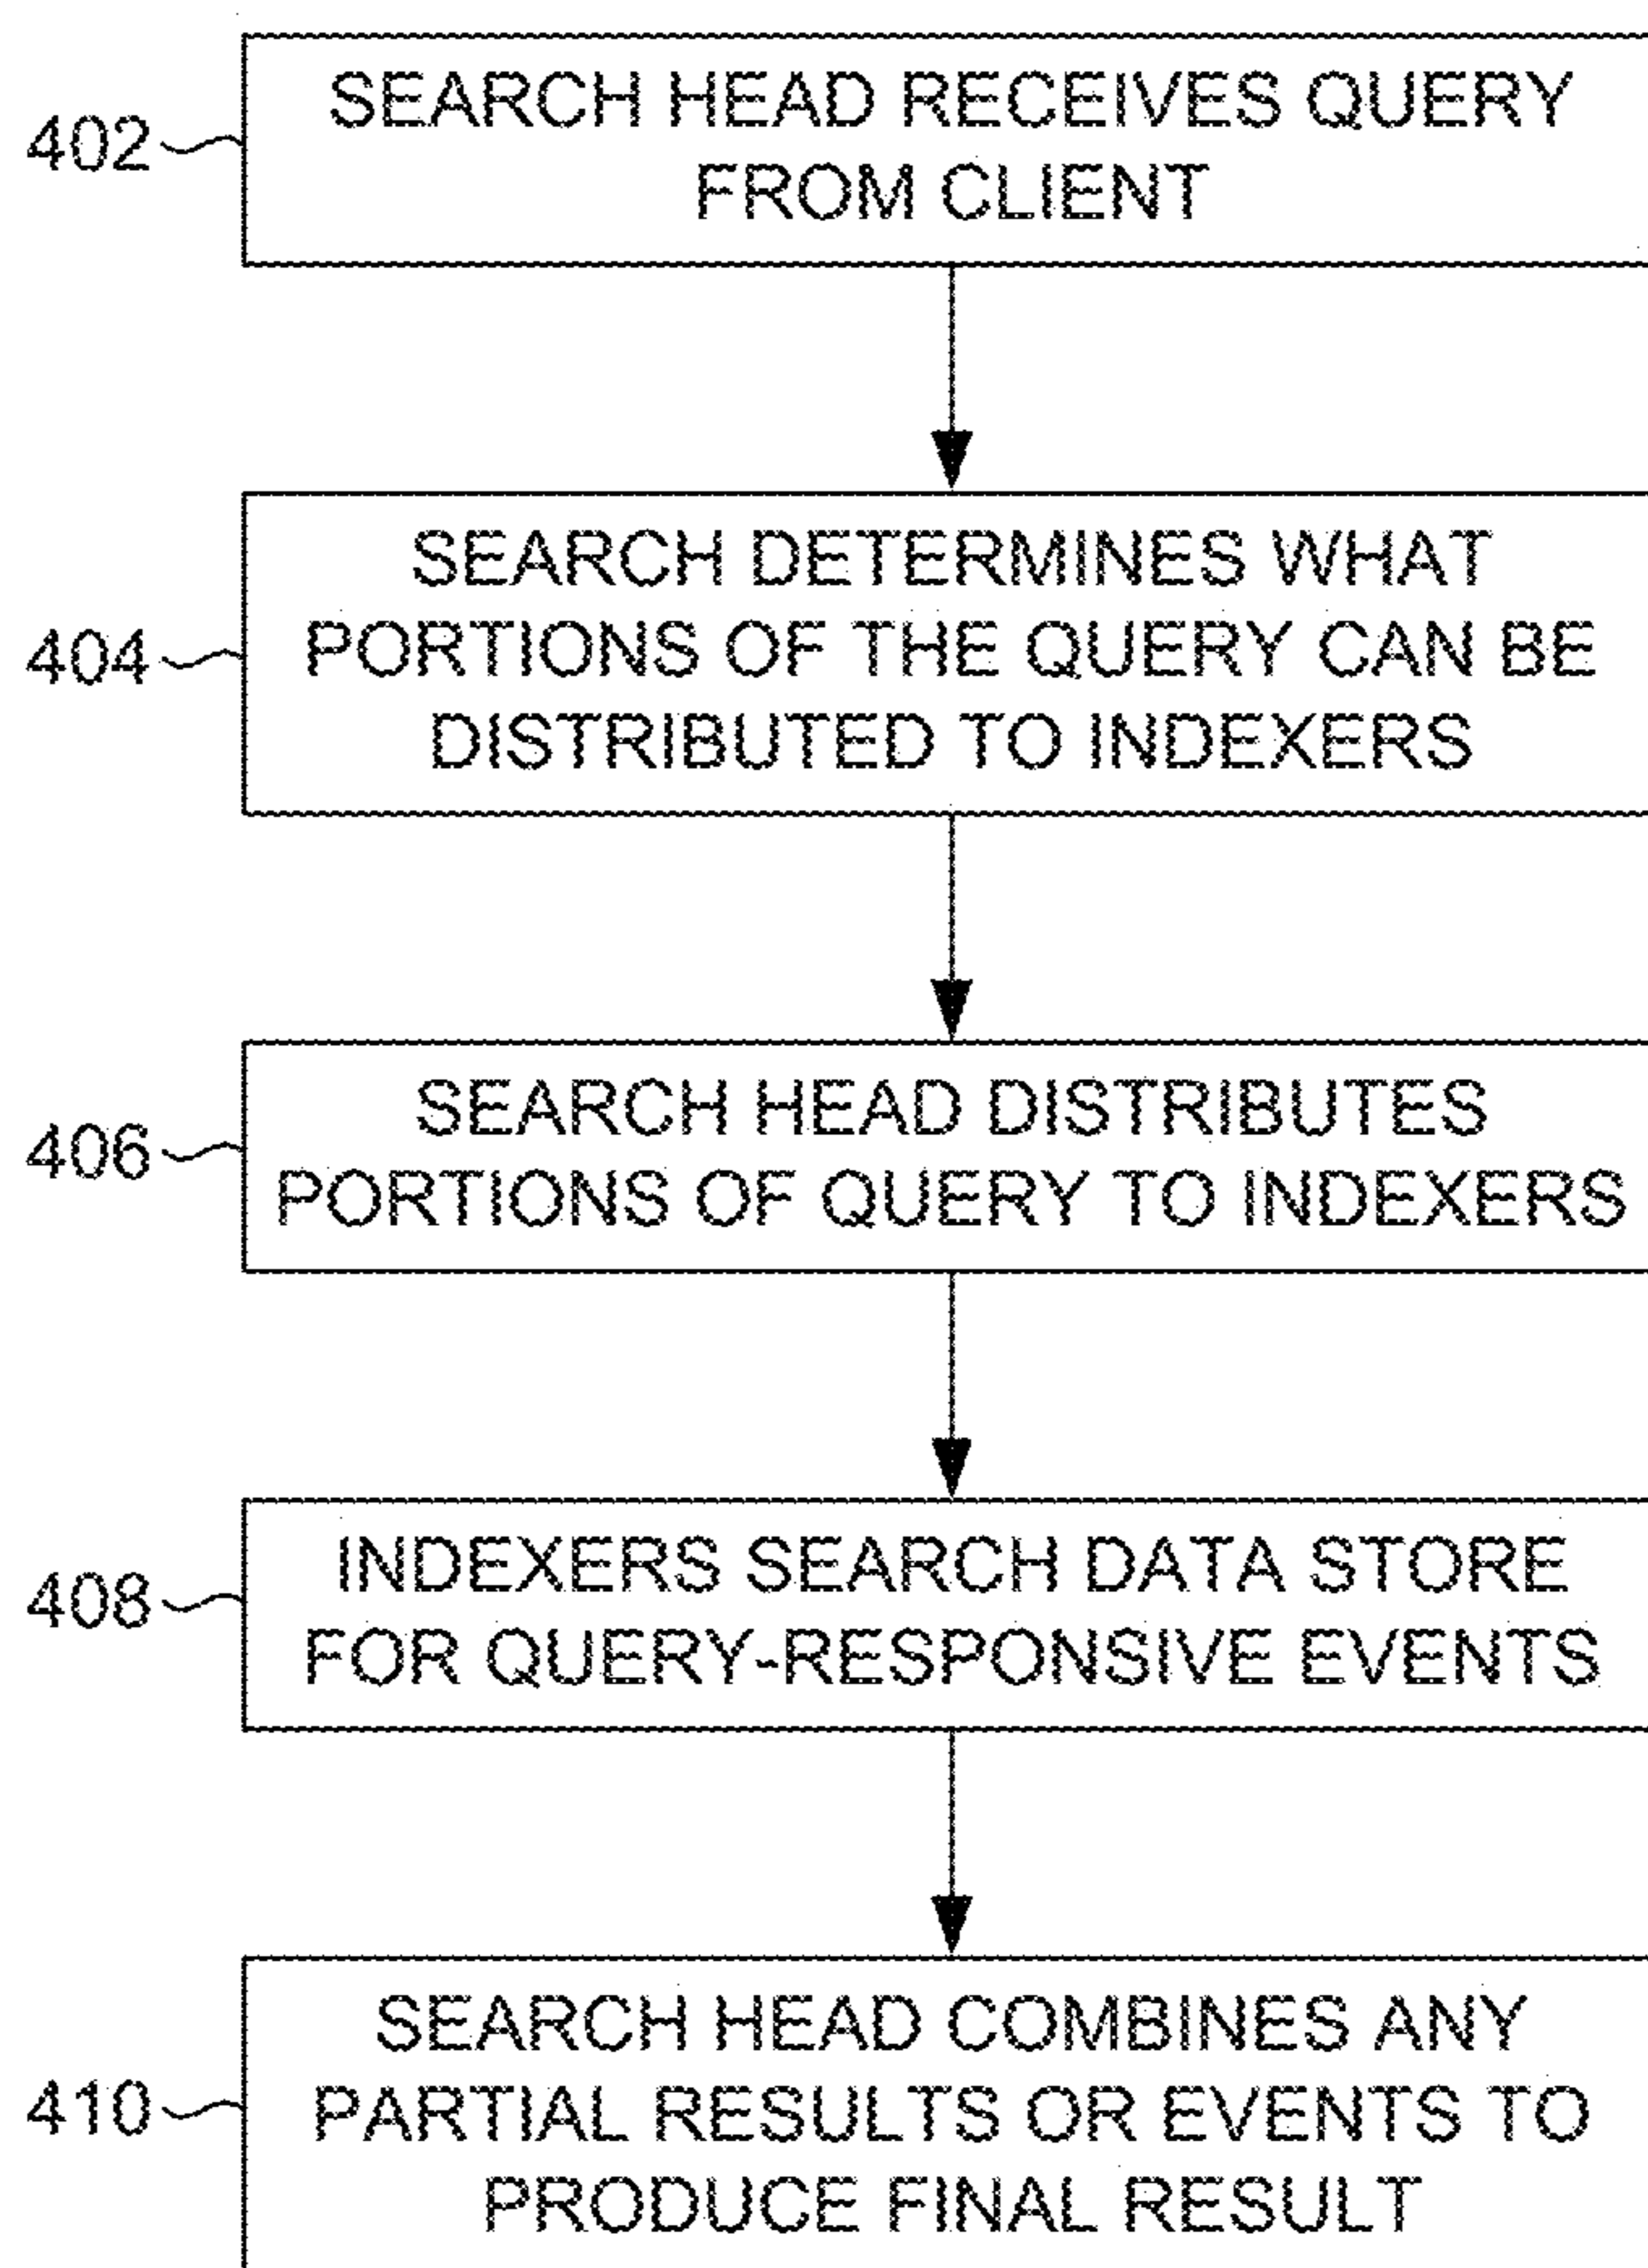 402
SEARCH HEAD RECEIVES QUERY
FROM CLIENT
404
SEARCH DETERMINES WHAT
PORTIONS OF THE QUERY CAN BE
DISTRIBUTED TO INDEXERS
406
SEARCH HEAD DISTRIBUTES
PORTIONS OF QUERY TO INDEXERS
408
INDEXERS SEARCH DATA STORE
FOR QUERY-RESPONSIVE EVENTS
410
SEARCH HEAD COMBINES ANY
PARTIAL RESULTS OR EVENTS TO
PRODUCE FINAL RESULT